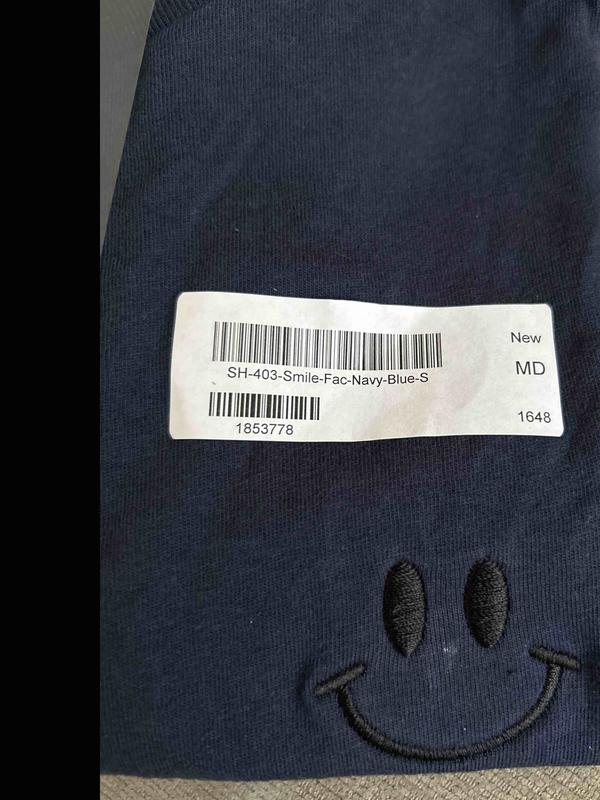 New
SH-403-Smile-Fac-Navy-Blue-S
MD
1853778
1648